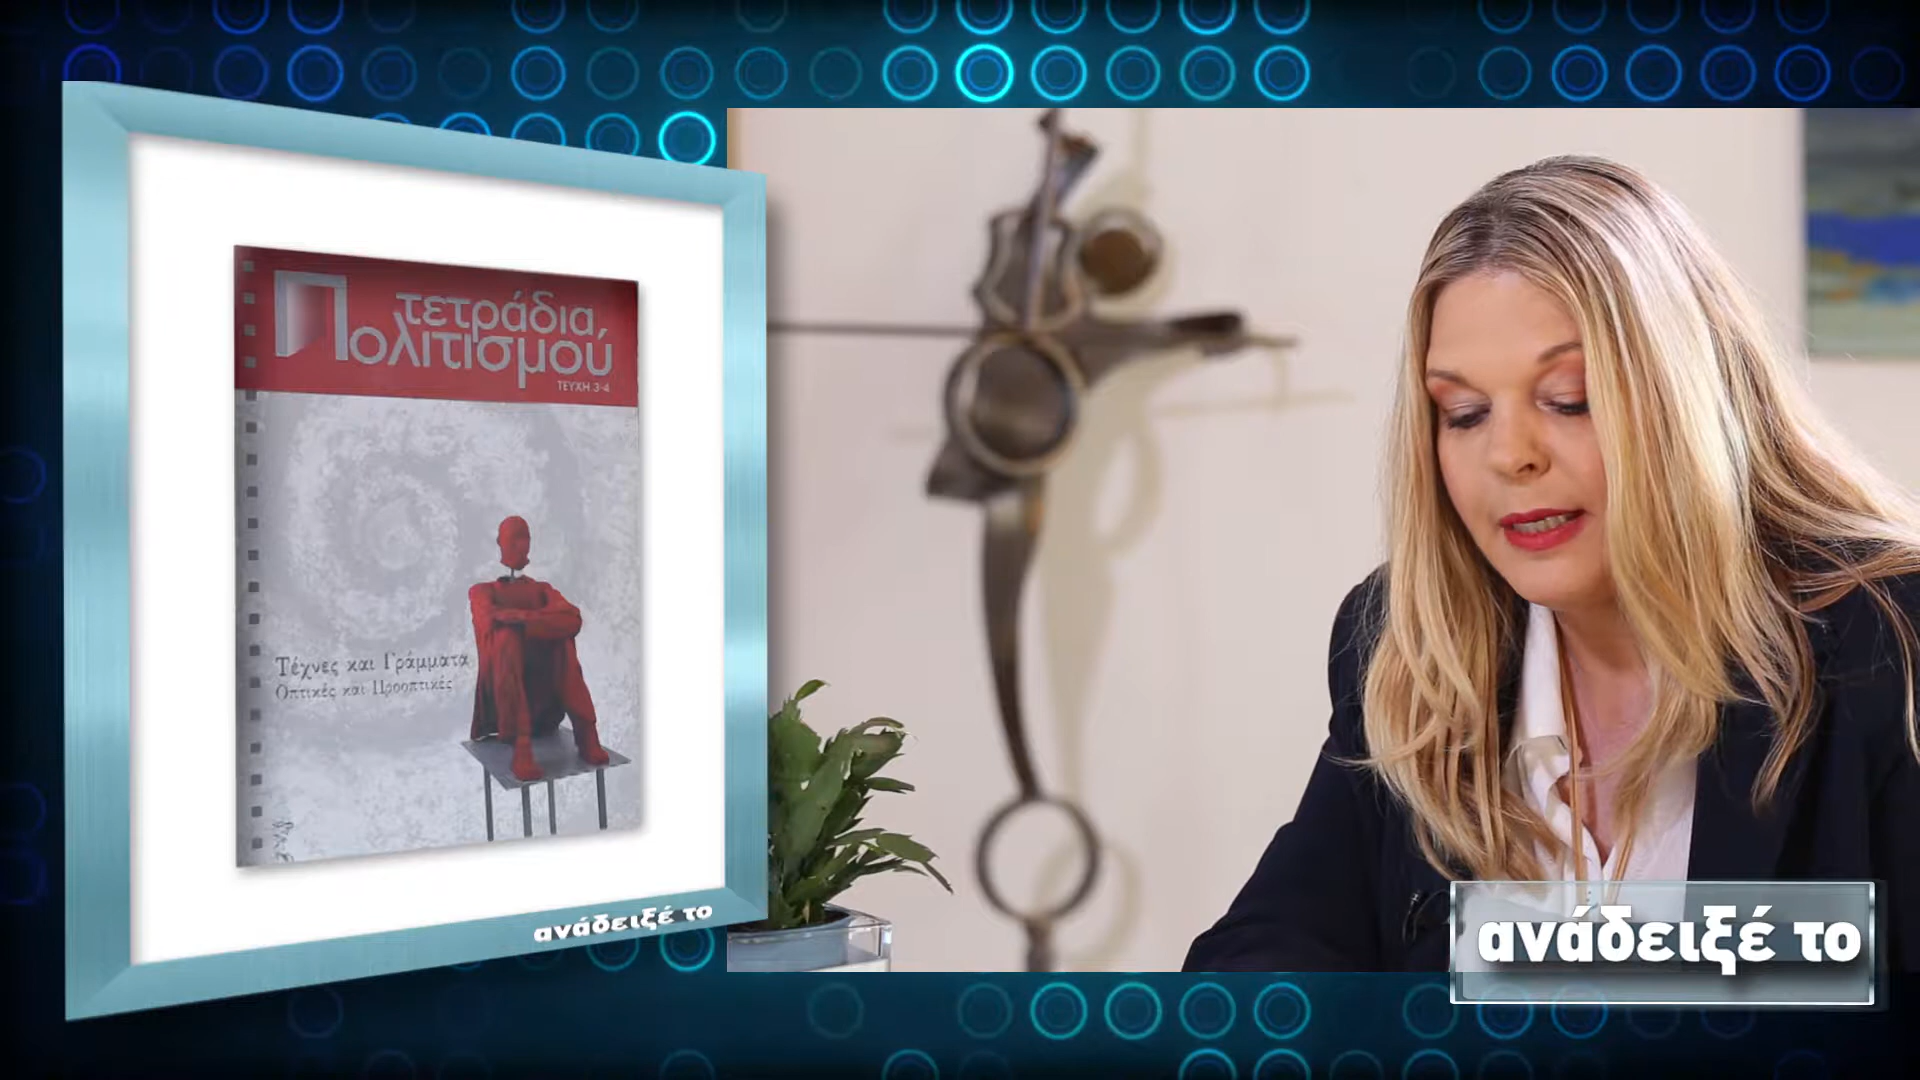 τετράδια
Πολιτισμού
ΤΕΥΧΗ 3-4
Τέχνες και Γράμματα
Οπτικές και Προοπτικές
ανάδειξέ το
ανάδειξέ το